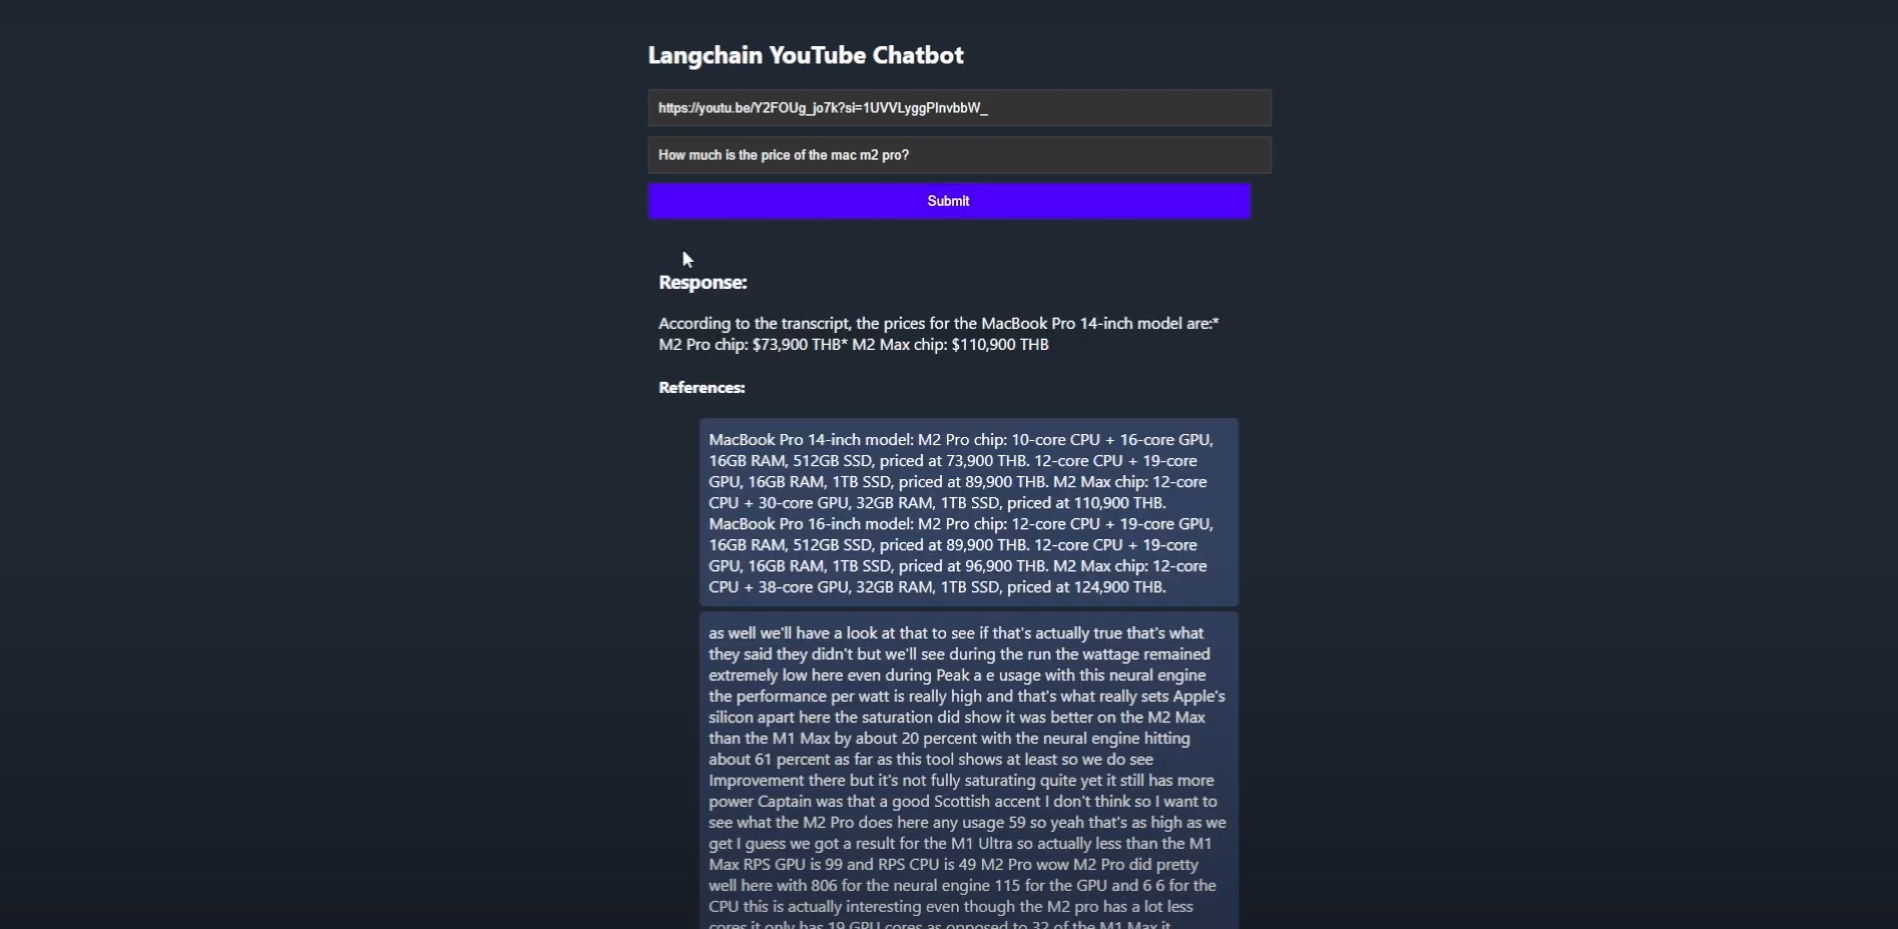 Langchain YouTube Chatbot
https://youtu.be/Y2FOUg_jo7k?si=1UVVLyggPInvbbW_
How much is the price of the mac m2 pro?
Submit
Response:
According to the transcript, the prices for the MacBook Pro 14-inch model are:*
M2 Pro chip: $73,900 THB* M2 Max chip: $110,900 THB
References:
MacBook Pro 14-inch model: M2 Pro chip: 10-core CPU + 16-core GPU,
16GB RAM, 512GB SSD, priced at 73,900 THB. 12-core CPU + 19-core
GPU, 16GB RAM, 1TB SSD, priced at 89,900 THB. M2 Max chip: 12-core
CPU + 30-core GPU, 32GB RAM, 1TB SSD, priced at 110,900 THB.
MacBook Pro 16-inch model: M2 Pro chip: 12-core CPU + 19-core GPU,
16GB RAM, 512GB SSD, priced at 89,900 THB. 12-core CPU + 19-core
GPU, 16GB RAM, 1TB SSD, priced at 96,900 THB. M2 Max chip: 12-core
CPU + 38-core GPU, 32GB RAM, 1TB SSD, priced at 124,900 THB.
as well we'll have a look at that to see if that's actually true that's what
they said they didn't but we'll see during the run the wattage remained
extremely low here even during Peak a e usage with this neural engine
the performance per watt is really high and that's what really sets Apple's
silicon apart here the saturation did show it was better on the M2 Max
than the M1 Max by about 20 percent with the neural engine hitting
about 61 percent as far as this tool shows at least so we do see
Improvement there but it's not fully saturating quite yet it still has more
power Captain was that a good Scottish accent I don't think so I want to
see what the M2 Pro does here any usage 59 so yeah that's as high as we
get I guess we got a result for the M1 Ultra so actually less than the M1
Max RPS GPU is 99 and RPS CPU is 49 M2 Pro wow M2 Pro did pretty
well here with 806 for the neural engine 115 for the GPU and 6 6 for the
CPU this is actually interesting even though the M2 pro has a lot less
cores it only has 19 GPU cores as opposed to 32 of the M1 Max it